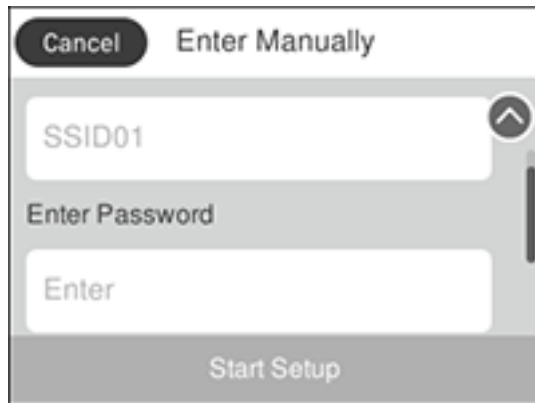 Cancel Enter Manually
SSID01
Enter Password
Enter
Start Setup